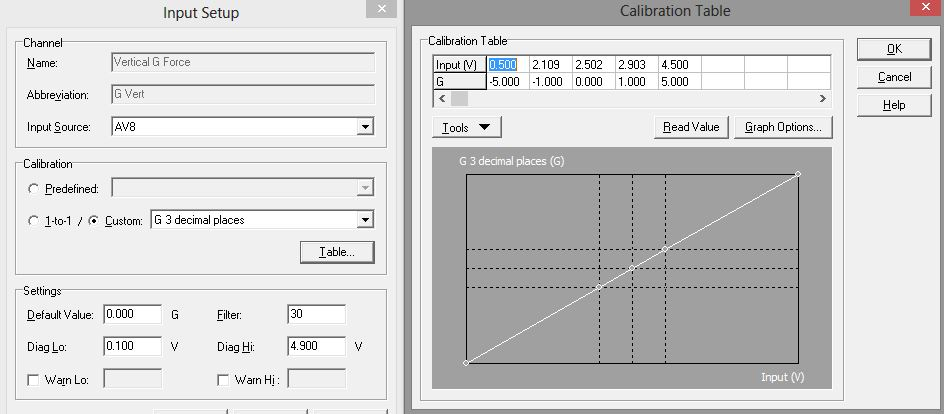 Input Setup
Channel
Name: Vertical G Force
Abbreviation: G Vert
Input Source: AV8
Calibration
Predefined:
1-to-1 / Custom: G 3 decimal places
Table...
Settings
Default Value: 0.000 G Filter: 30
Diag Lo: 0.100 V Diag Hi: 4.900 V
Warn Lo: Warn Hi :
Calibration Table
Calibration Table
Input (V) 0.500 2.109 2.502 2.903 4.500
G -5.000 -1.000 0.000 1.000 5.000
Tools Read Value Graph Options...
G 3 decimal places (G)
Input (V)
OK
Cancel
Help